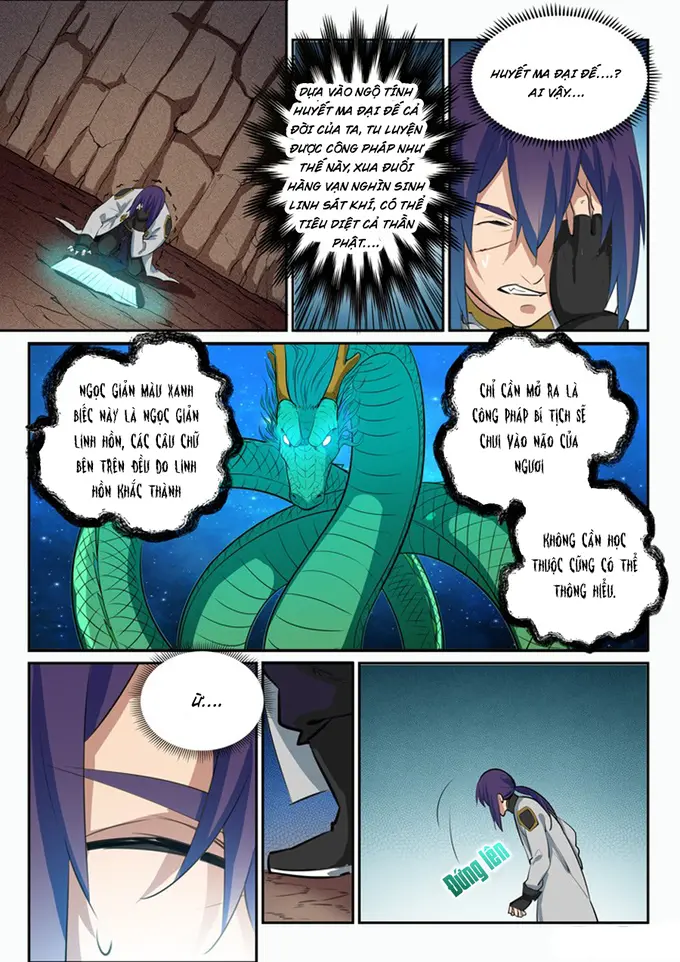 DỰA VÀO NGỘ TÍNH
HUYẾT MA ĐẠI ĐẾ CẢ
ĐỜI CỦA TA, TU LUYỆN
ĐƯỢC CÔNG PHÁP NHƯ
THẾ NÀY, XUA ĐUỔI
HÀNG VẠN NGHÌN SINH
LINH SÁT KHÍ, CÓ THỂ
TIÊU DIỆT CẢ THẦN
PHẬT....
HUYẾT MA ĐẠI ĐẾ....?
AI VẬY....
NGỌC GIẢN MÀU XANH
BIẾC NÀY LÀ NGỌC GIẢN
LINH HỒN, CÁC CÂU CHỮ
BÊN TRÊN ĐỀU DO LINH
HỒN KHẮC THÀNH
CHỈ CẦN MỞ RA LÀ
CÔNG PHÁP BÍ TỊCH SẼ
CHUI VÀO NÃO CỦA
NGƯƠI
KHÔNG CẦN HỌC
THUỘC CŨNG CÓ THỂ
THÔNG HIỂU.
Ừ....
Đứng lên